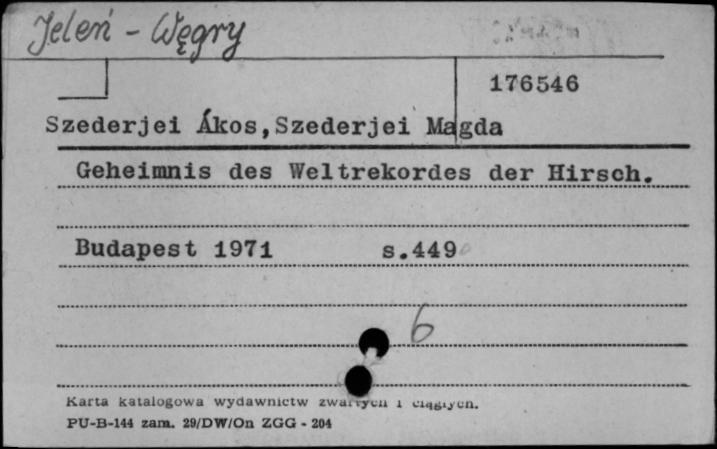 Jeleń - Węgry
176546
Szederjei Ákos,Szederjei Magda
Geheimnis des Weltrekordes der Hirsch.
Budapest 1971 s.449
6
Karta katalogowa wydawnictw zwartych i ciągłych.
PU-B-144 zam. 29/DW/On ZGG - 204